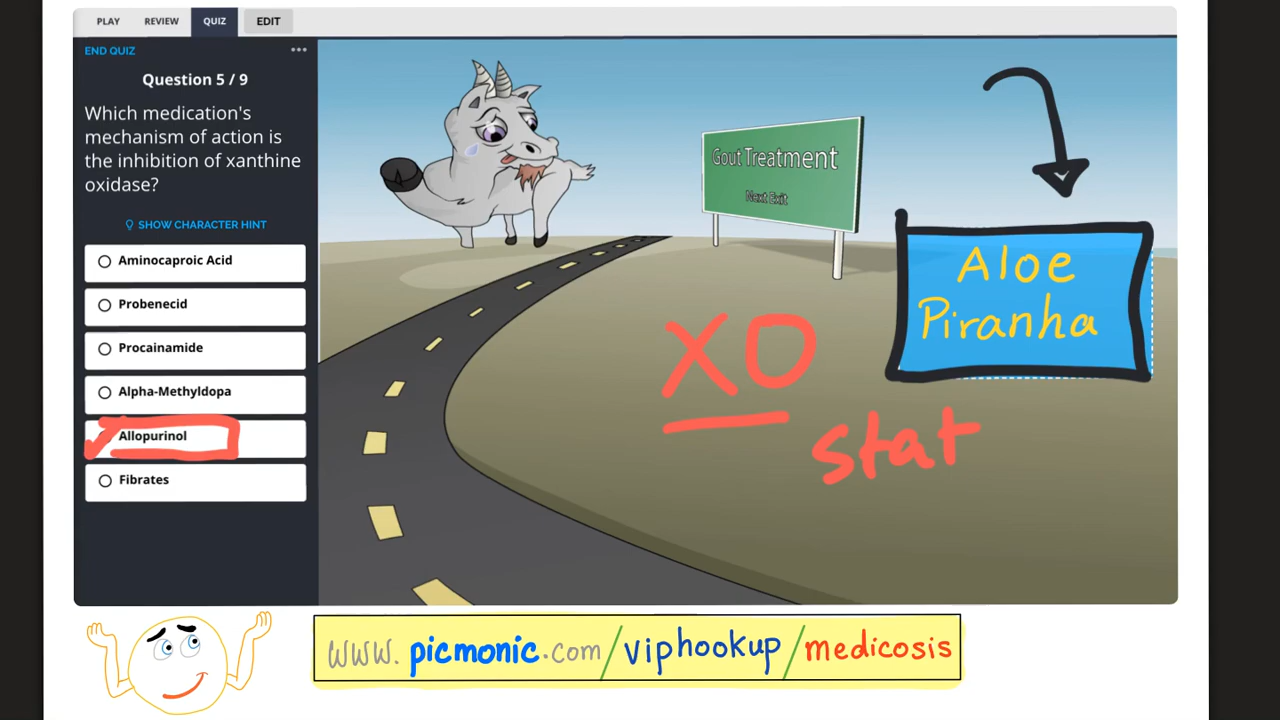 PLAY REVIEW QUIZ EDIT
END QUIZ
Question 5 / 9
Which medication's
mechanism of action is
the inhibition of xanthine
oxidase?
SHOW CHARACTER HINT
Aminocaproic Acid
Probenecid
Procainamide
Alpha-Methyldopa
Allopurinol
Fibrates
Gout Treatment
Next Exit
Aloe
Piranha
XO
stat
www.picmonic.com/viphookup/medicosis